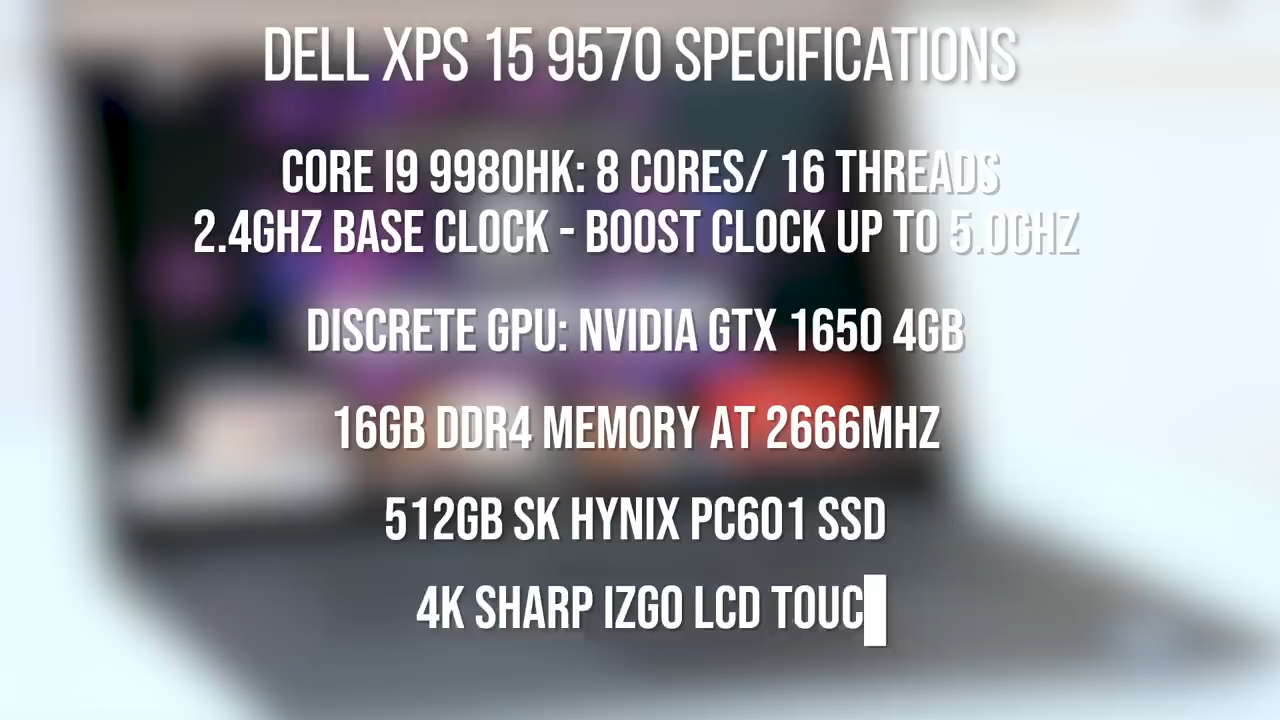 DELL XPS 15 9570 SPECIFICATIONS
CORE I9 9980HK: 8 CORES/ 16 THREADS
2.4GHZ BASE CLOCK - BOOST CLOCK UP TO 5.0GHZ
DISCRETE GPU: NVIDIA GTX 1650 4GB
16GB DDR4 MEMORY AT 2666MHZ
512GB SK HYNIX PC601 SSD
4K SHARP IZGO LCD TOUC